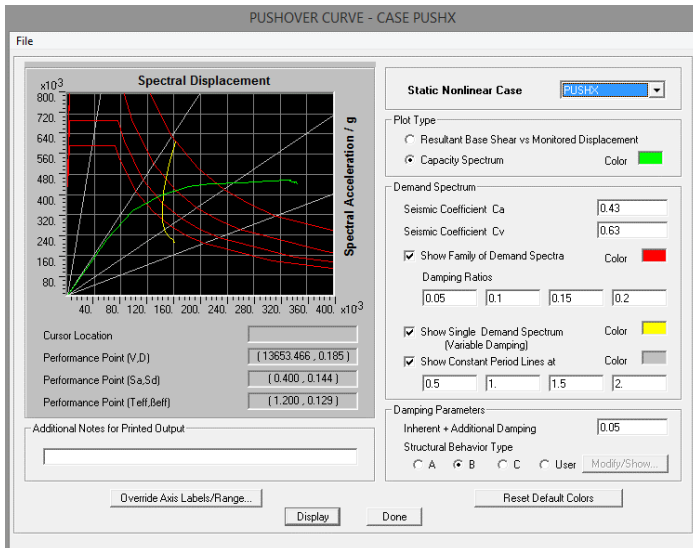 PUSHOVER CURVE - CASE PUSHX
File
Spectral Displacement
x10³
800.
720.
640.
560.
480.
400.
320.
240.
160.
80.
Spectral Acceleration / g
40. 80. 120. 160. 200. 240. 280. 320. 360. 400. x10⁻³
Cursor Location
Performance Point (V,D) ( 13653.466 , 0.185 )
Performance Point (Sa,Sd) ( 0.400 , 0.144 )
Performance Point (Teff,ßeff) ( 1.200 , 0.129 )
Additional Notes for Printed Output
Override Axis Labels/Range...
Static Nonlinear Case PUSHX
Plot Type
Resultant Base Shear vs Monitored Displacement
Capacity Spectrum Color
Demand Spectrum
Seismic Coefficient Ca 0.43
Seismic Coefficient Cv 0.63
Show Family of Demand Spectra Color
Damping Ratios
0.05 0.1 0.15 0.2
Show Single Demand Spectrum Color
(Variable Damping)
Show Constant Period Lines at Color
0.5 1. 1.5 2.
Damping Parameters
Inherent + Additional Damping 0.05
Structural Behavior Type
A B C User Modify/Show...
Reset Default Colors
Display Done